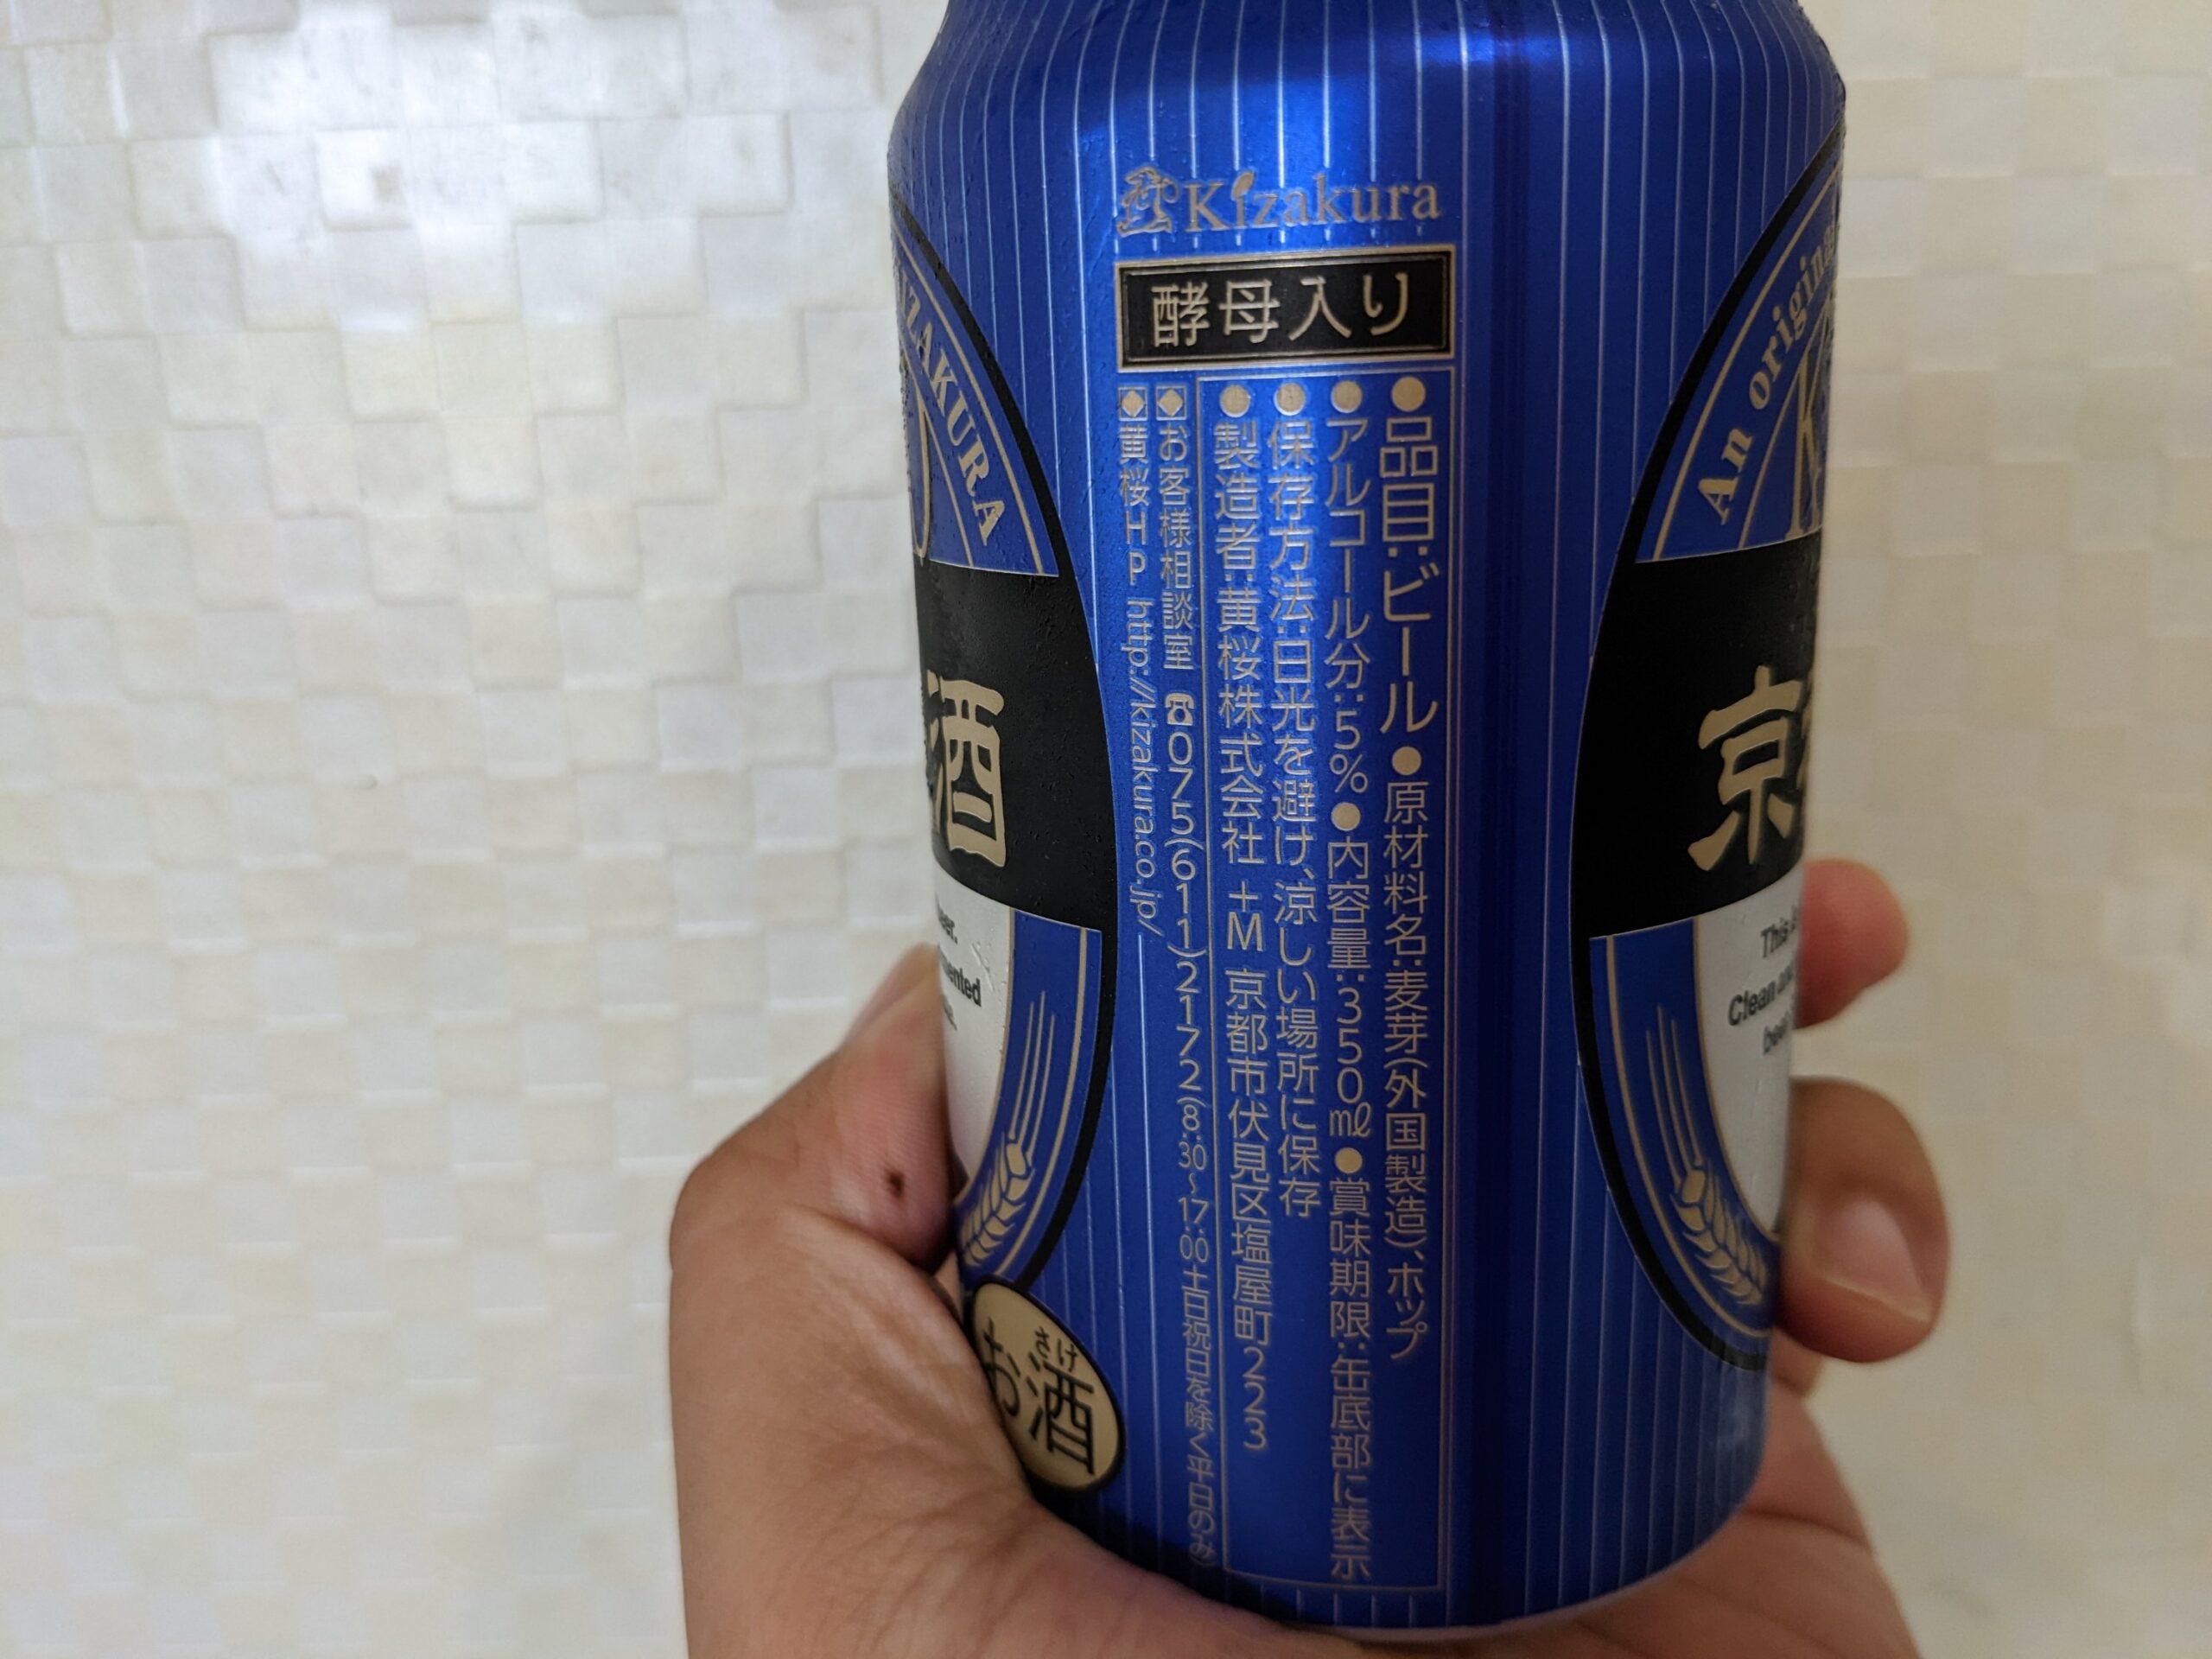 Kizakura
酵母入り
●品目:ビール ●原材料名:麦芽(外国製造)、ホップ
●アルコール分:5% ●内容量:350㎖ ●賞味期限:缶底部に表示
●保存方法:日光を避け、涼しい場所に保存
●製造者:黄桜株式会社 +M 京都市伏見区塩屋町223
◆お客様相談室 ☎075(611)2172(8:30~17:00土日祝日を除く平日のみ)
◆黄桜HP http://kizakura.co.jp/
KIZAKURA
酒
お酒
さけ
An original
京
This
Clean and